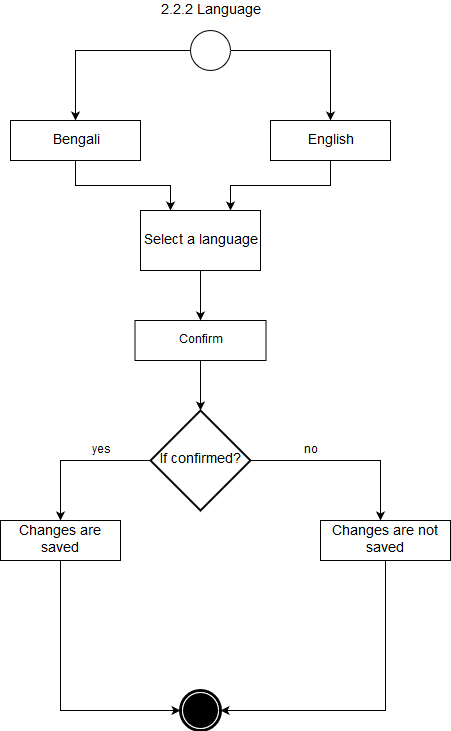 2.2.2 Language
Bengali
English
Select a language
Confirm
If confirmed?
yes
no
Changes are
saved
Changes are not
saved